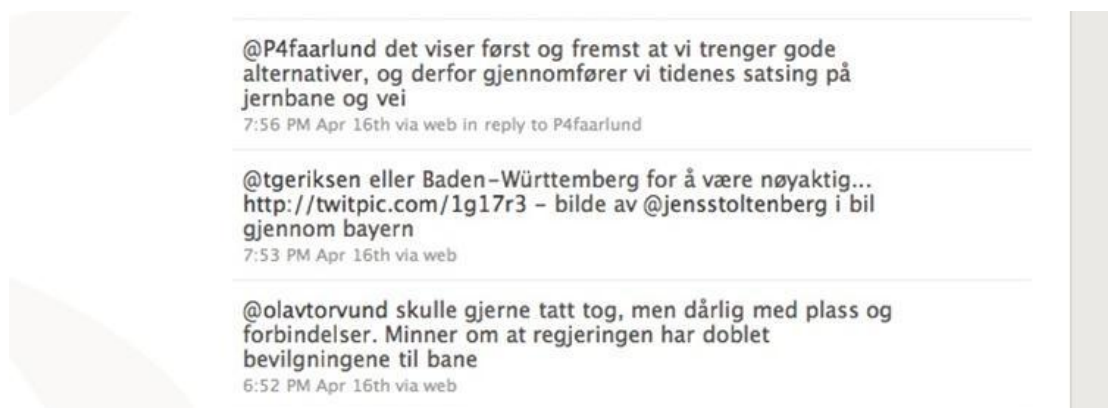 @P4faarlund det viser først og fremst at vi trenger gode
alternativer, og derfor gjennomfører vi tidenes satsing på
jernbane og vei
7:56 PM Apr 16th via web in reply to P4faarlund
@tgeriksen eller Baden-Württemberg for å være nøyaktig...
http://twitpic.com/1g17r3 – bilde av @jensstoltenberg i bil
gjennom bayern
7:53 PM Apr 16th via web
@olavtorvund skulle gjerne tatt tog, men dårlig med plass og
forbindelser. Minner om at regjeringen har doblet
bevilgningene til bane
6:52 PM Apr 16th via web